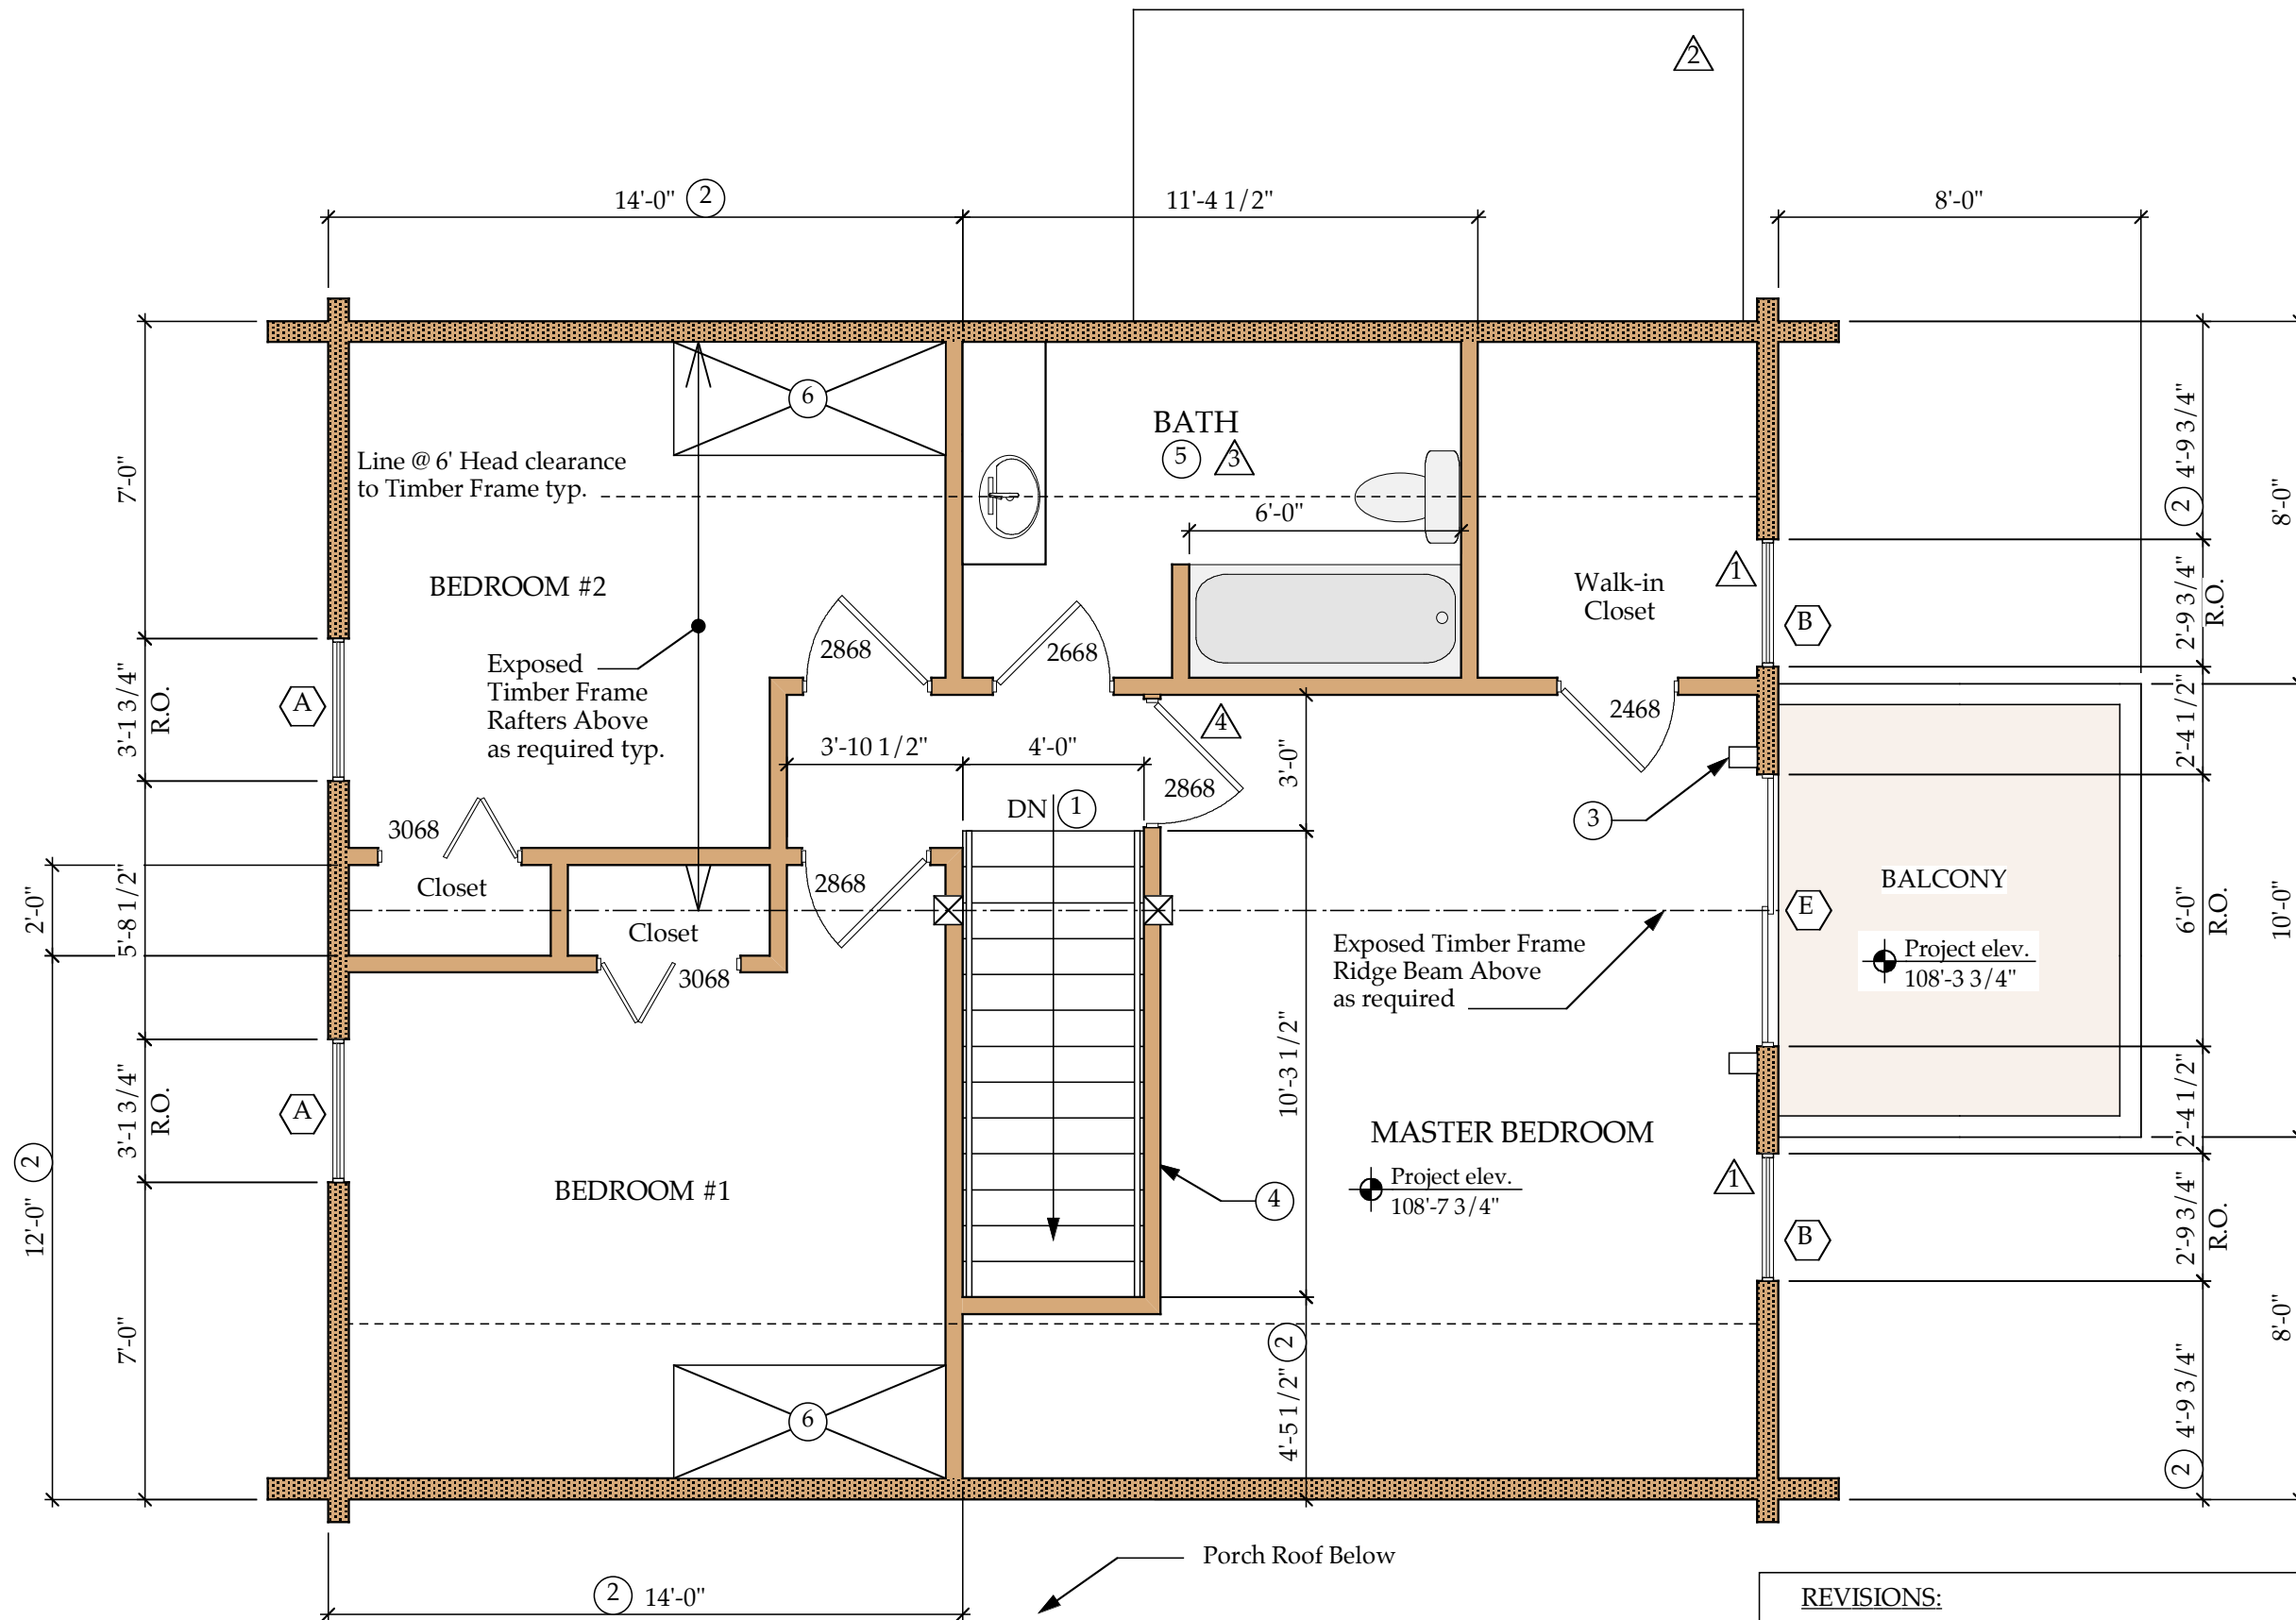 2
14'-0" 2
11'-4 1/2"
8'-0"
7'-0"
3'-1 3/4"
R.O.
5'-8 1/2"
2'-0"
3'-1 3/4"
R.O.
12'-0" 2
7'-0"
A
A
6
Line @ 6' Head clearance
to Timber Frame typ.
BEDROOM #2
Exposed
Timber Frame
Rafters Above
as required typ.
2868
BATH
5 3
6'-0"
2668
Walk-in
Closet
1
B
2468
4
3'-10 1/2"
4'-0"
3'-0"
2868
DN 1
3
3068
Closet
Closet
3068
2868
Exposed Timber Frame
Ridge Beam Above
as required
E
BALCONY
Project elev.
108'-3 3/4"
10'-3 1/2"
MASTER BEDROOM
Project elev.
108'-7 3/4"
4
1
B
BEDROOM #1
6
4'-5 1/2" 2
4'-9 3/4"
2
2'-9 3/4"
R.O.
2'-4 1/2"
6'-0"
R.O.
2'-4 1/2"
2'-9 3/4"
R.O.
4'-9 3/4"
2
8'-0"
10'-0"
8'-0"
Porch Roof Below
2 14'-0"
REVISIONS: